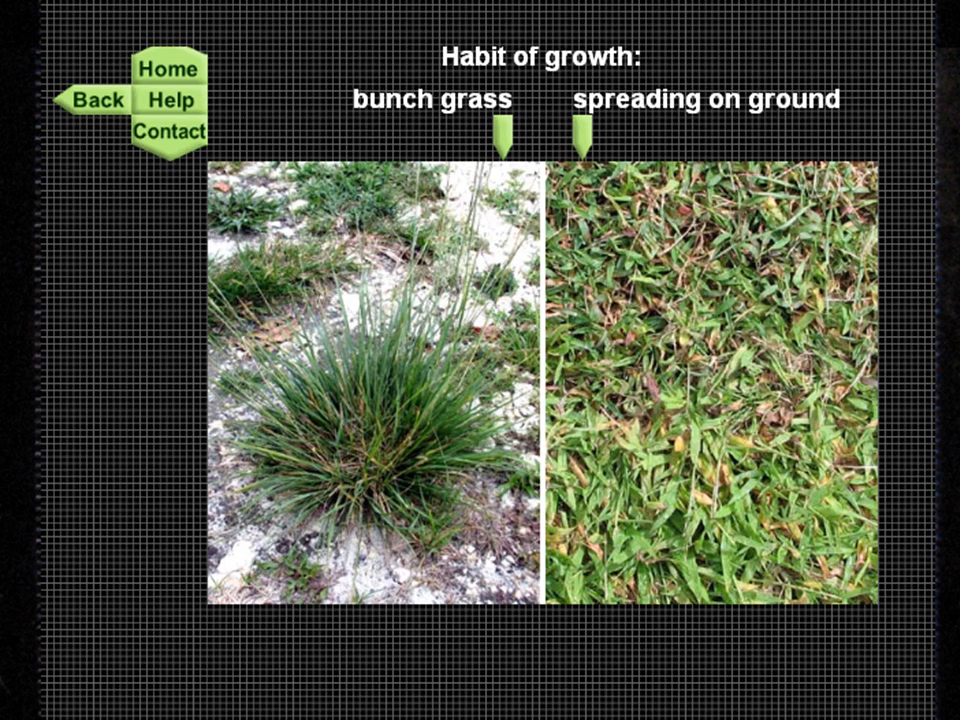 Home
Back Help
Contact
Habit of growth:
bunch grass spreading on ground